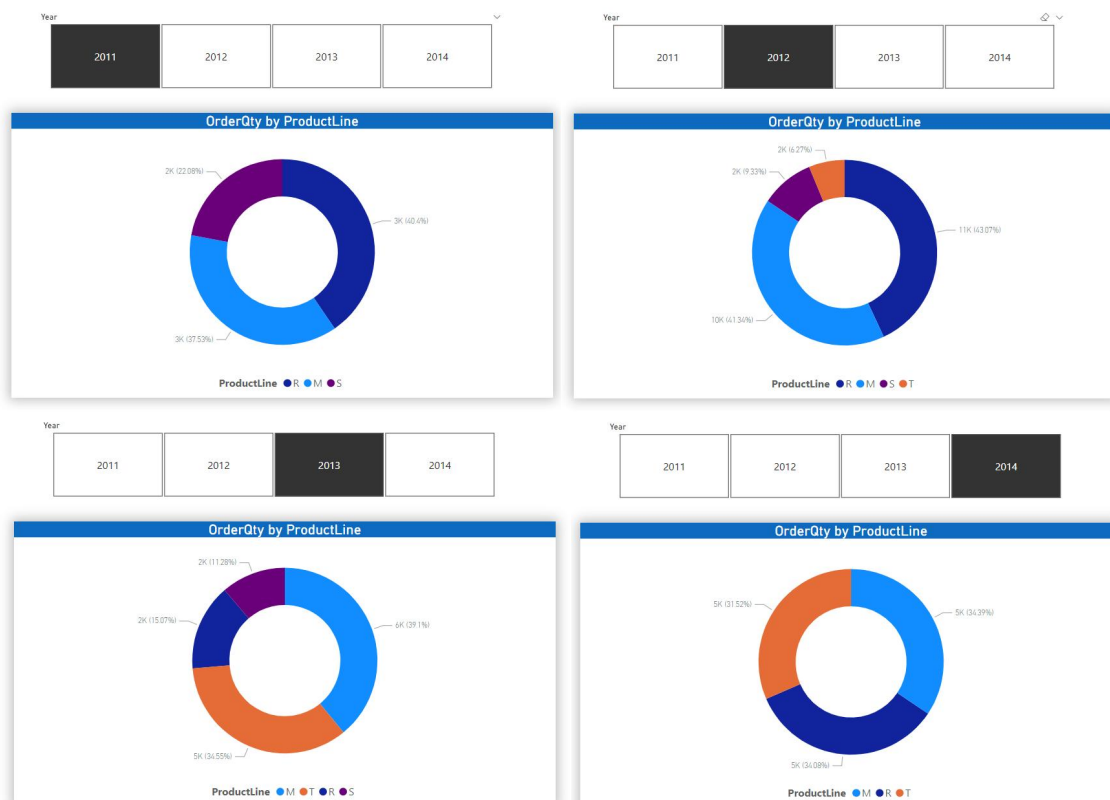 Year
2011 2012 2013 2014
OrderQty by ProductLine
2K (22.08%)
3K (40.4%)
3K (37.53%)
ProductLine R M S
Year
2011 2012 2013 2014
OrderQty by ProductLine
2K (6.27%)
2K (9.33%)
11K (43.07%)
10K (41.34%)
ProductLine R M S T
Year
2011 2012 2013 2014
OrderQty by ProductLine
2K (11.28%)
2K (15.07%)
6K (39.1%)
5K (34.55%)
ProductLine M T R S
Year
2011 2012 2013 2014
OrderQty by ProductLine
5K (31.52%)
5K (34.39%)
5K (34.08%)
ProductLine M R T